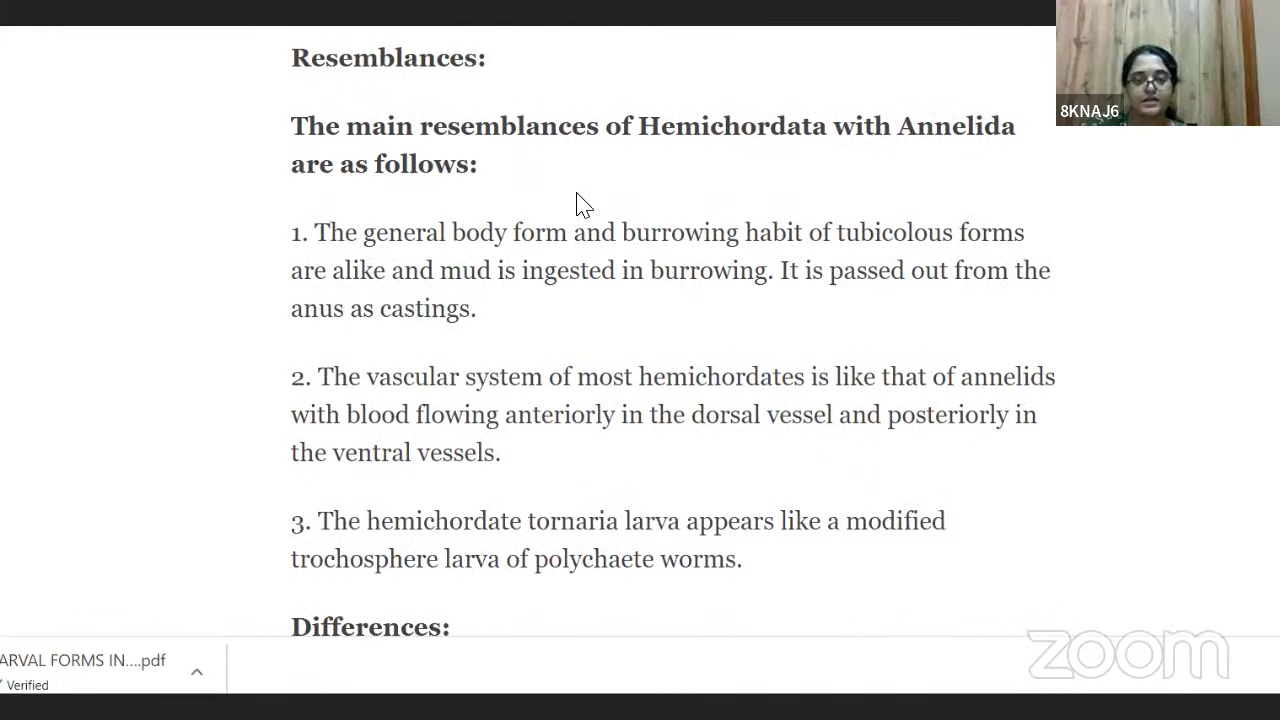 Resemblances:
8KNAJ6
The main resemblances of Hemichordata with Annelida
are as follows:
1. The general body form and burrowing habit of tubicolous forms
are alike and mud is ingested in burrowing. It is passed out from the
anus as castings.
2. The vascular system of most hemichordates is like that of annelids
with blood flowing anteriorly in the dorsal vessel and posteriorly in
the ventral vessels.
3. The hemichordate tornaria larva appears like a modified
trochosphere larva of polychaete worms.
Differences:
ARVAL FORMS IN....pdf
Verified
zoom